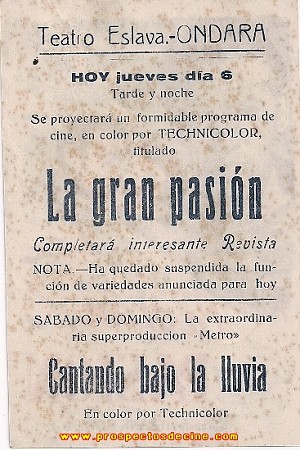 Teatro Eslava.-ONDARA
HOY jueves día 6
Tarde y noche
Se proyectará un formidable programa de
cine, en color por TECHNICOLOR,
titulado
La gran pasión
Completará interesante Revista
NOTA.—Ha quedado suspendida la fun-
ción de variedades anunciada para hoy
SABADO y DOMINGO: La extraordina-
ria superproduccion «Metro»
Cantando bajo la lluvia
En color por Technicolor
www.prospectosdecine.com